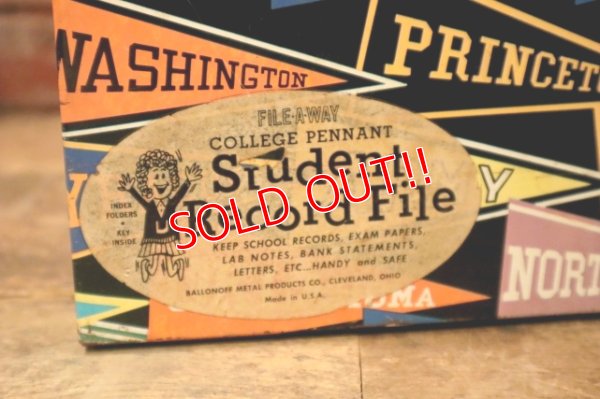 WASHINGTON
PRINCET
FILE-A-WAY
COLLEGE PENNANT
Student
Record File
SOLD OUT!!
INDEX
FOLDERS
KEY
INSIDE
KEEP SCHOOL RECORDS, EXAM PAPERS,
LAB NOTES, BANK STATEMENTS,
LETTERS, ETC...HANDY and SAFE
BALLONOFF METAL PRODUCTS CO., CLEVELAND, OHIO
Made in U.S.A.
Y
NORT
OMA